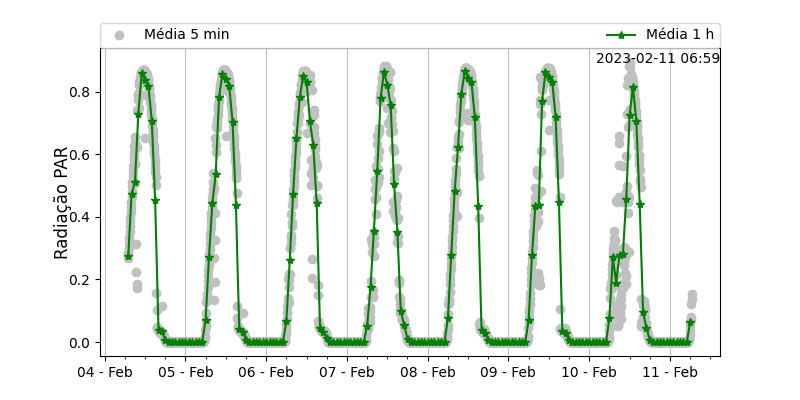 Média 5 min
Média 1 h
2023-02-11 06:59
Radiação PAR
0.8
0.6
0.4
0.2
0.0
04 - Feb
05 - Feb
06 - Feb
07 - Feb
08 - Feb
09 - Feb
10 - Feb
11 - Feb